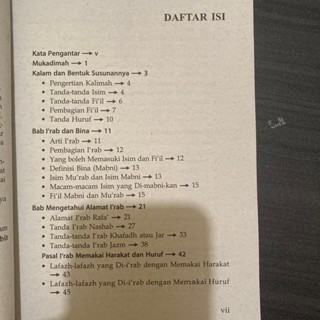 DAFTAR ISI
Kata Pengantar → v
Mukadimah → 1
Kalam dan Bentuk Susunannya → 3
• Pengertian Kalimah → 4
• Tanda-tanda Isim → 4
• Tanda-tanda Fi'il → 6
• Pembagian Fi'il → 7
• Tanda Huruf → 10
Bab I'rab dan Bina → 11
• Arti I'rab → 11
• Pembagian I'rab → 12
• Yang boleh Memasuki Isim dan Fi'il → 12
• Definisi Bina (Mabni) → 13
• Isim Mu'rab dan Isim Mabni → 13
• Macam-macam Isim yang Di-mabni-kan → 15
• Fi'il Mabni dan Mu'rab → 15
Bab Mengetahui Alamat I'rab → 21
• Alamat I'rab Rafa' → 21
• Tanda I'rab Nashab → 27
• Tanda-tanda I'rab Khafadh atau Jar → 33
• Tanda-tanda I'rab Jazm → 38
Pasal I'rab Memakai Harakat dan Huruf → 42
• Lafazh-lafazh yang Di-i'rab dengan Memakai Harakat
→ 43
• Lafazh-lafazh yang Di-i'rab dengan Memakai Huruf
→ 45
vii